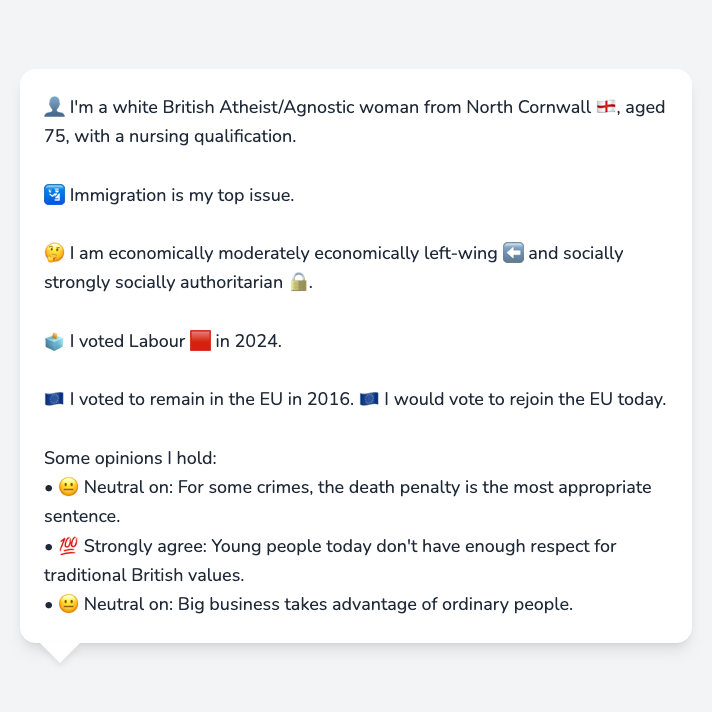 👤 I'm a white British Atheist/Agnostic woman from North Cornwall 🏴󠁧󠁢󠁥󠁮󠁧󠁿, aged
75, with a nursing qualification.
🛂 Immigration is my top issue.
🤔 I am economically moderately economically left-wing ⬅️ and socially
strongly socially authoritarian 🔒.
🗳️ I voted Labour 🟥 in 2024.
🇪🇺 I voted to remain in the EU in 2016. 🇪🇺 I would vote to rejoin the EU today.
Some opinions I hold:
• 😐 Neutral on: For some crimes, the death penalty is the most appropriate
sentence.
• 💯 Strongly agree: Young people today don't have enough respect for
traditional British values.
• 😐 Neutral on: Big business takes advantage of ordinary people.